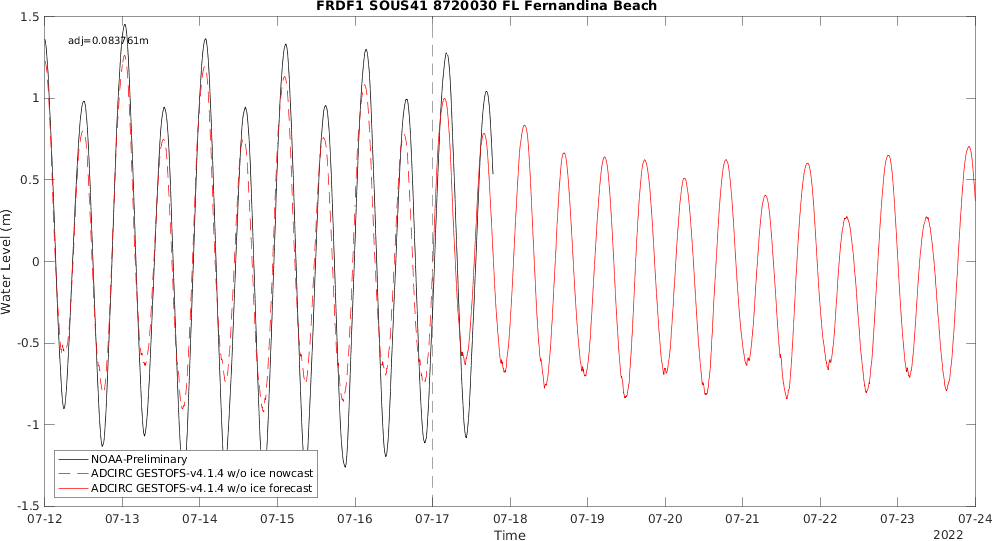 FRDF1 SOUS41 8720030 FL Fernandina Beach
adj=0.083761m
1.5
1
0.5
0
-0.5
-1
-1.5
Water Level (m)
NOAA-Preliminary
ADCIRC GESTOFS-v4.1.4 w/o ice nowcast
ADCIRC GESTOFS-v4.1.4 w/o ice forecast
07-12 07-13 07-14 07-15 07-16 07-17 07-18 07-19 07-20 07-21 07-22 07-23 07-24
Time
2022